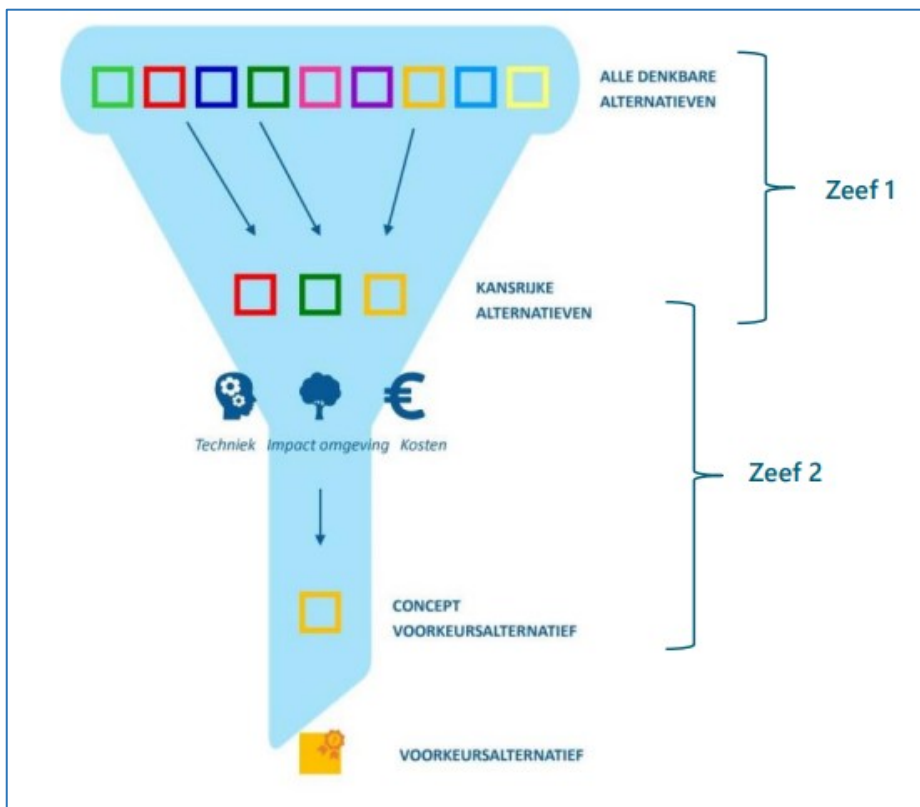 ALLE DENKBARE
ALTERNATIEVEN
Zeef 1
KANSRIJKE
ALTERNATIEVEN
€
Techniek Impact omgeving Kosten
Zeef 2
CONCEPT
VOORKEURSALTERNATIEF
VOORKEURSALTERNATIEF